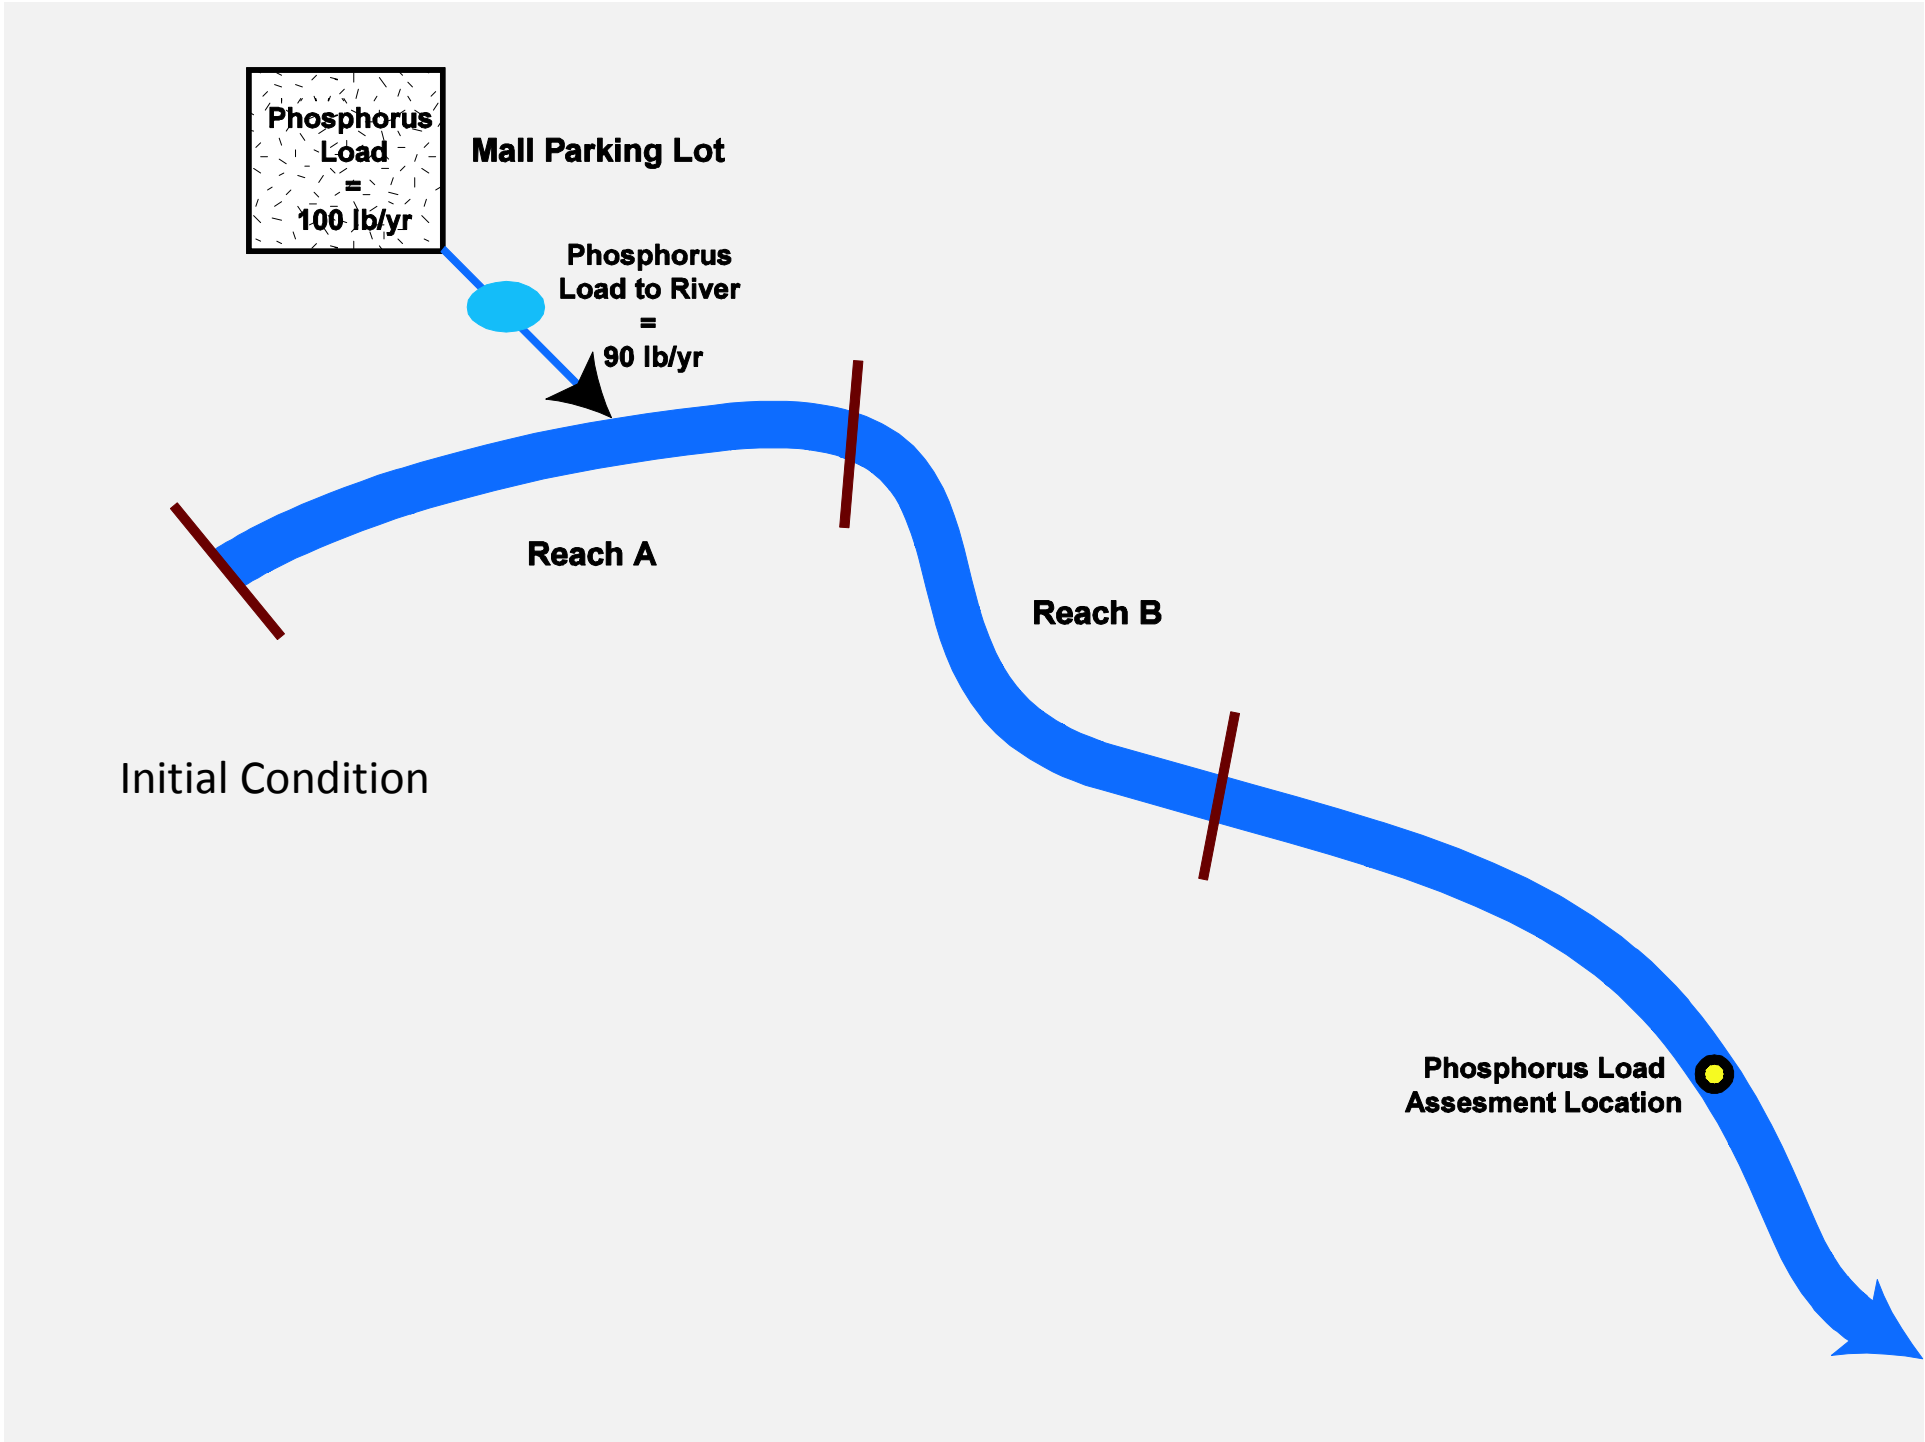 Phosphorus
Load
=
100 lb/yr
Mall Parking Lot
Phosphorus
Load to River
=
90 lb/yr
Reach A
Reach B
Initial Condition
Phosphorus Load
Assesment Location